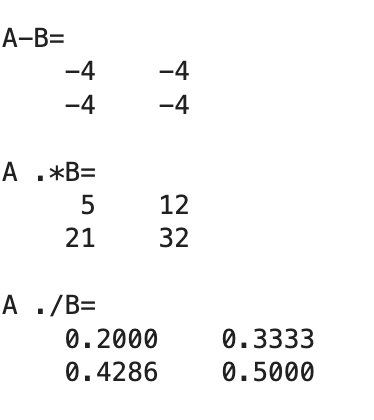 A-B=
-4 -4
-4 -4
A .*B=
5 12
21 32
A ./B=
0.2000 0.3333
0.4286 0.5000